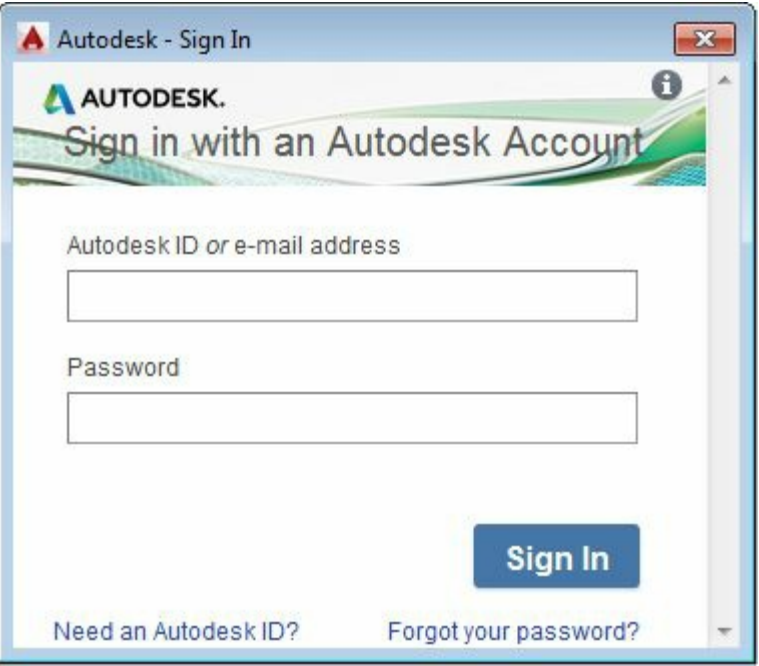 Autodesk - Sign In
AUTODESK.
Sign in with an Autodesk Account
Autodesk ID or e-mail address
Password
Sign In
Need an Autodesk ID? Forgot your password?